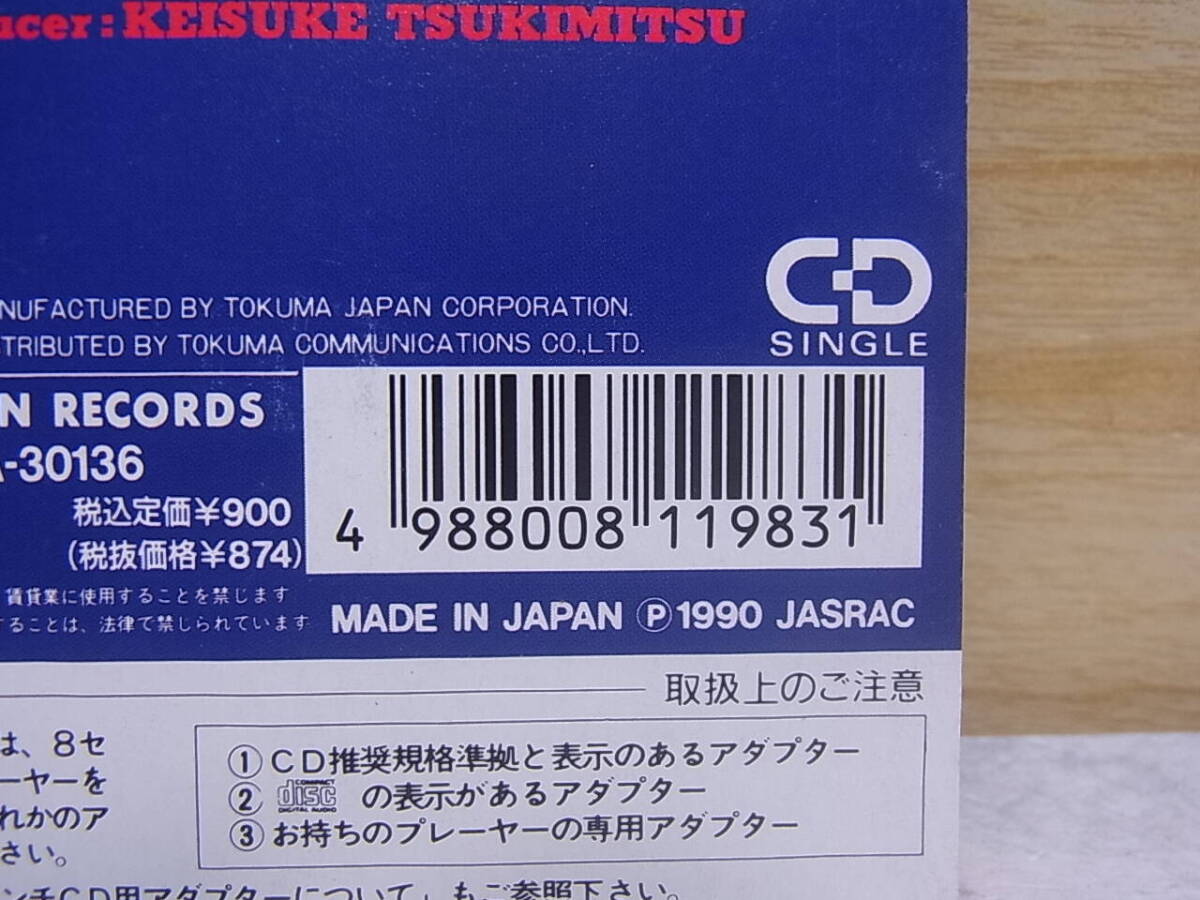 ucer : KEISUKE TSUKIMITSU
CD
SINGLE
NUFACTURED BY TOKUMA JAPAN CORPORATION.
TRIBUTED BY TOKUMA COMMUNICATIONS CO.,LTD.
N RECORDS
A-30136
税込定価¥900
(税抜価格¥874)
4 988008 119831
賃貸業に使用することを禁じます
することは、法律で禁じられています
MADE IN JAPAN Ⓟ1990 JASRAC
取扱上のご注意
は、8セ
ーヤーを
れかのア
さい。
①CD推奨規格準拠と表示のあるアダプター
② COMPACT disc DIGITAL AUDIO の表示があるアダプター
③お持ちのプレーヤーの専用アダプター
ンチCD用アダプターについて」もご参照下さい。